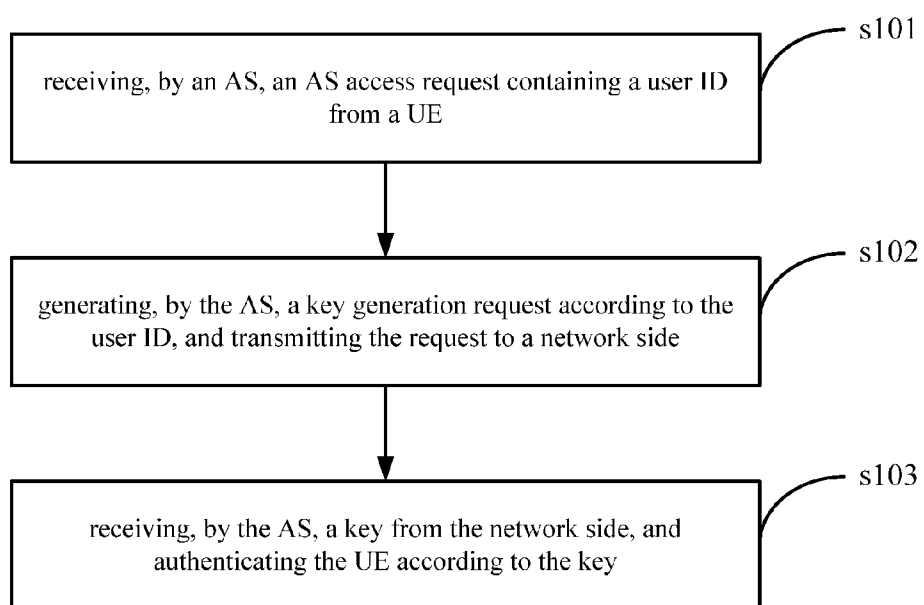 s101
receiving, by an AS, an AS access request containing a user ID
from a UE
s102
generating, by the AS, a key generation request according to the
user ID, and transmitting the request to a network side
s103
receiving, by the AS, a key from the network side, and
authenticating the UE according to the key